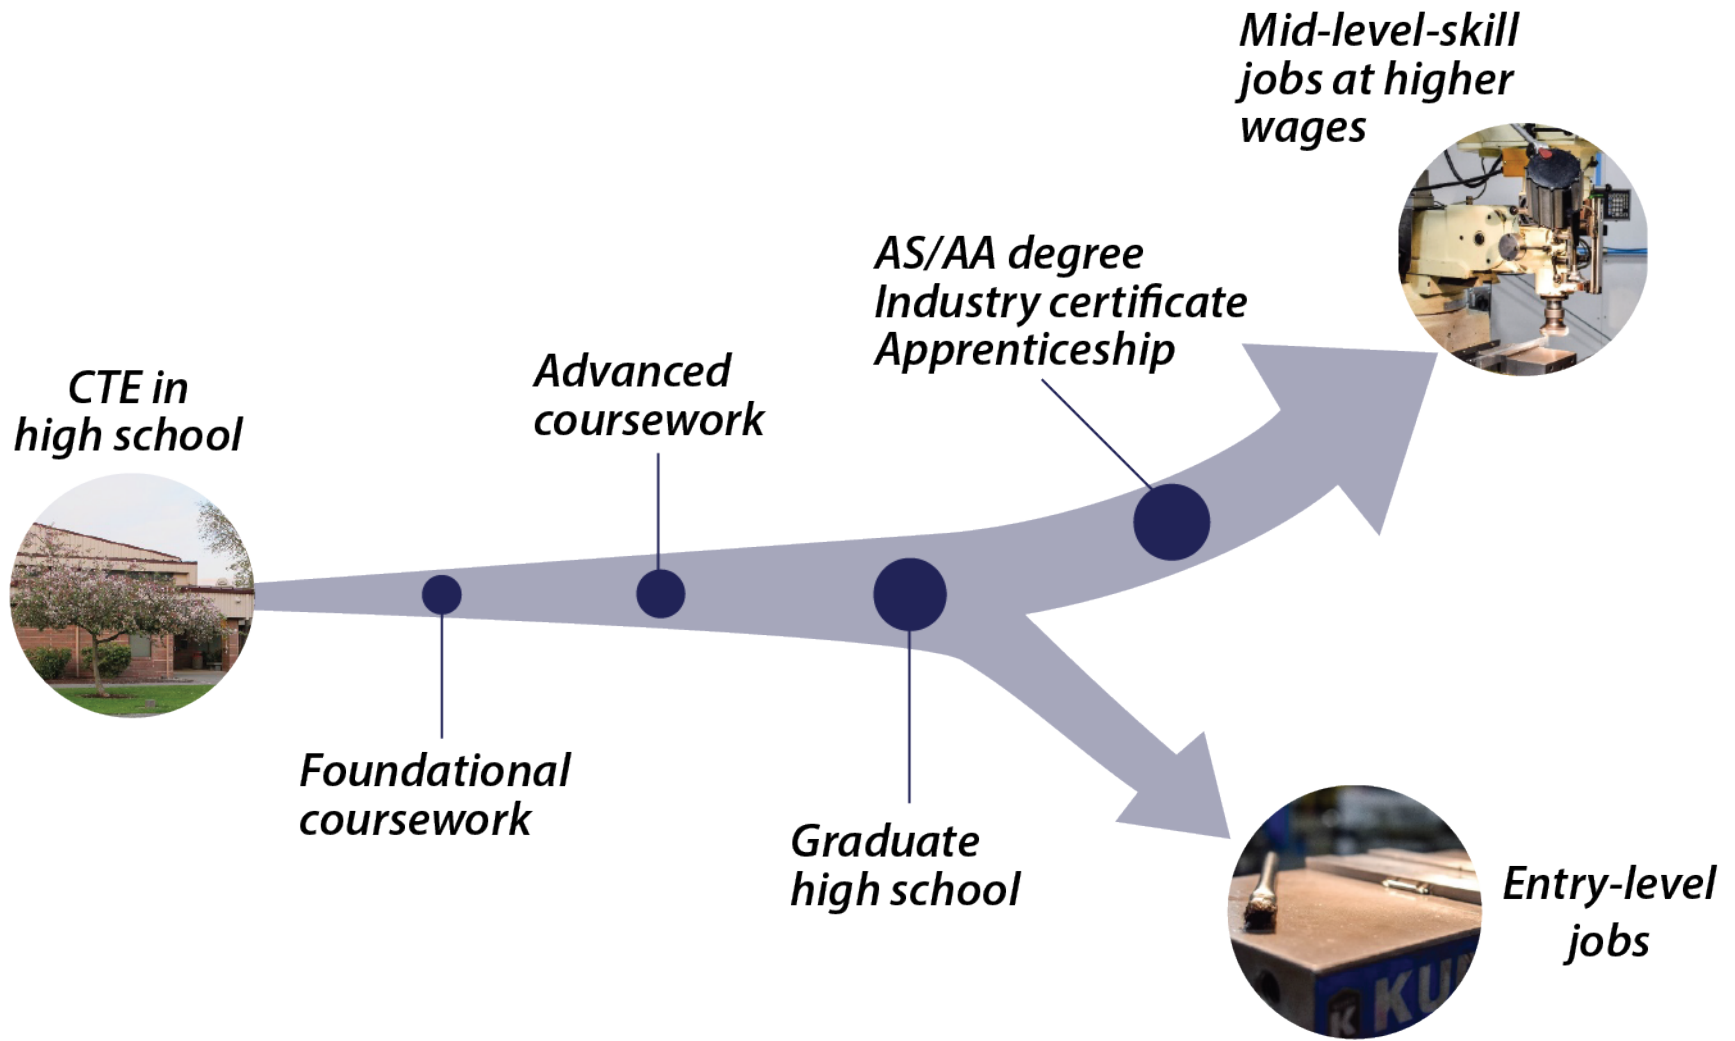 CTE in
high school
Foundational
coursework
Advanced
coursework
Graduate
high school
AS/AA degree
Industry certificate
Apprenticeship
Mid-level-skill
jobs at higher
wages
Entry-level
jobs
K